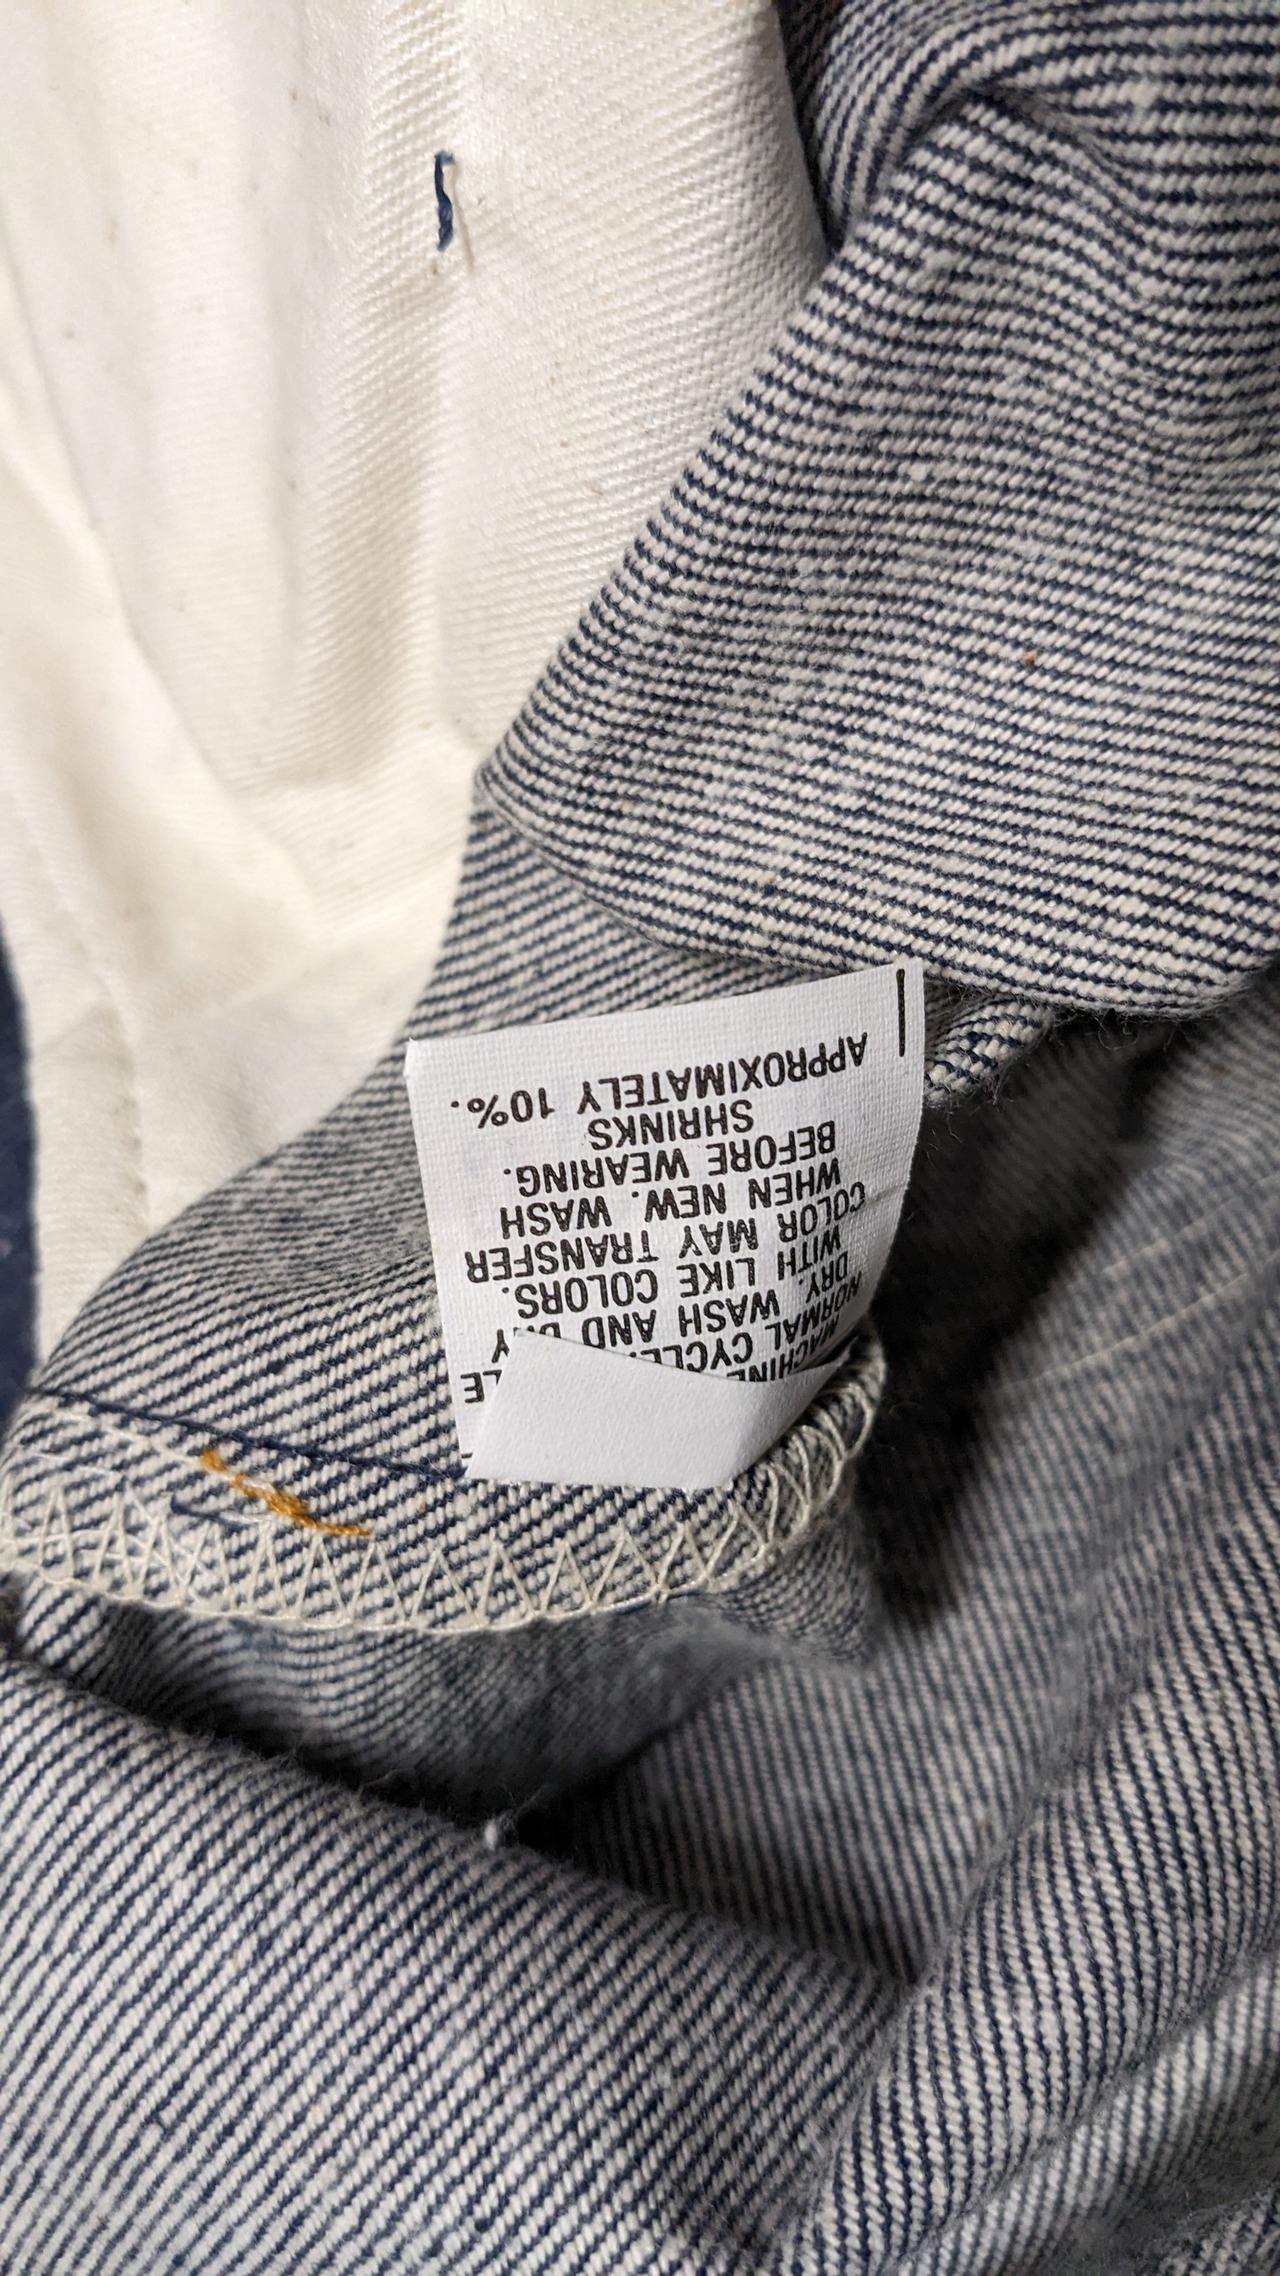 MACHINE
NORMAL CYCLE.
DRY. WASH AND DRY
WITH LIKE COLORS.
COLOR MAY TRANSFER
WHEN NEW. WASH
BEFORE WEARING.
SHRINKS
APPROXIMATELY 10%.